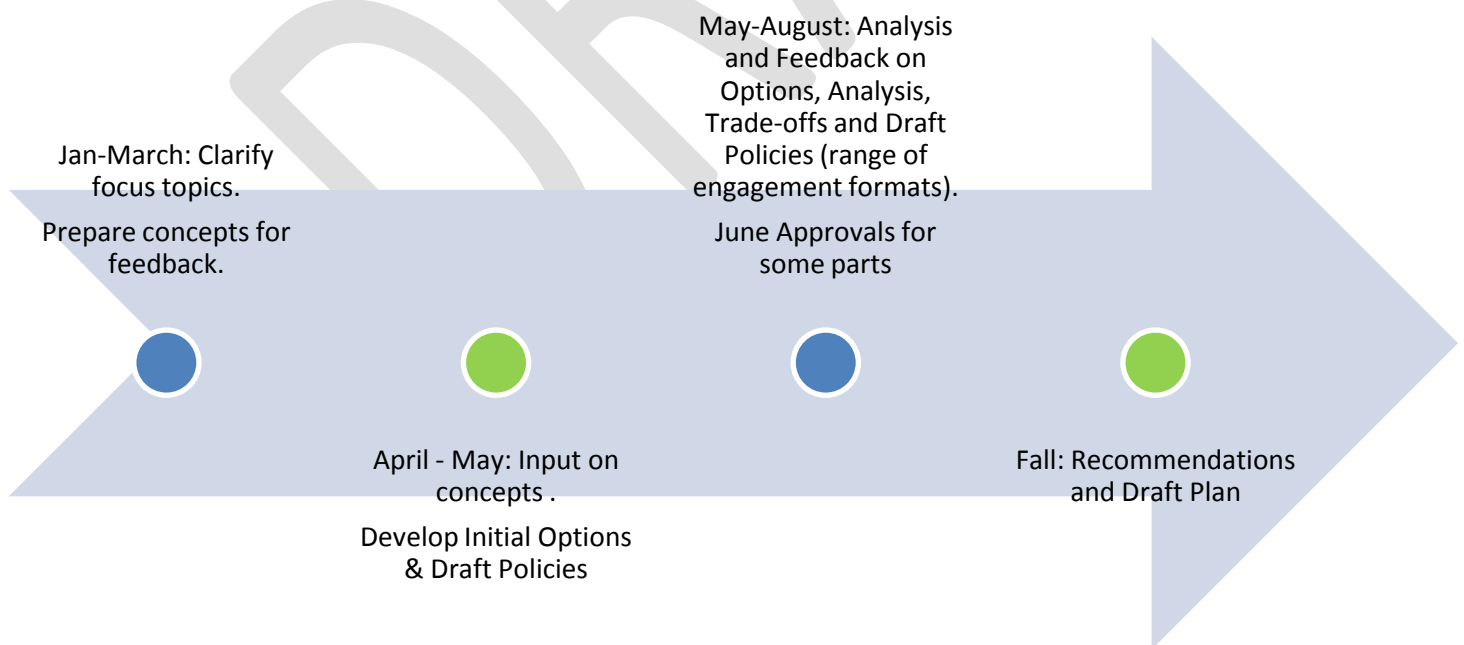 Jan-March: Clarify
focus topics.
Prepare concepts for
feedback.
April - May: Input on
concepts .
Develop Initial Options
& Draft Policies
May-August: Analysis
and Feedback on
Options, Analysis,
Trade-offs and Draft
Policies (range of
engagement formats).
June Approvals for
some parts
Fall: Recommendations
and Draft Plan